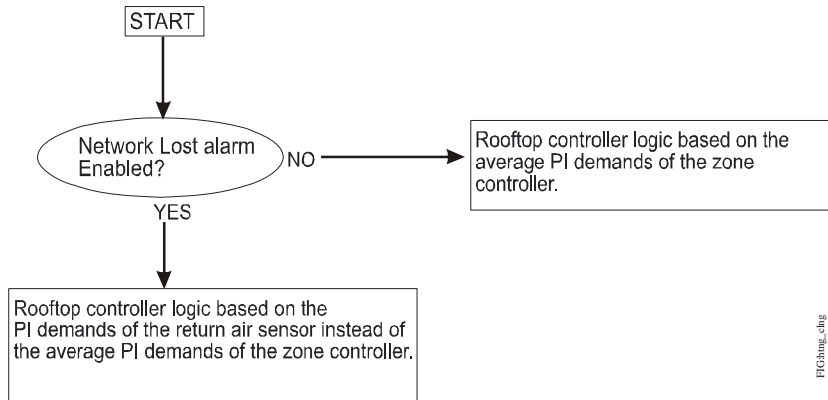 START
Network Lost alarm
Enabled?
NO
Rooftop controller logic based on the
average PI demands of the zone
controller.
YES
Rooftop controller logic based on the
PI demands of the return air sensor instead of
the average PI demands of the zone controller.
FIG:htng_clng